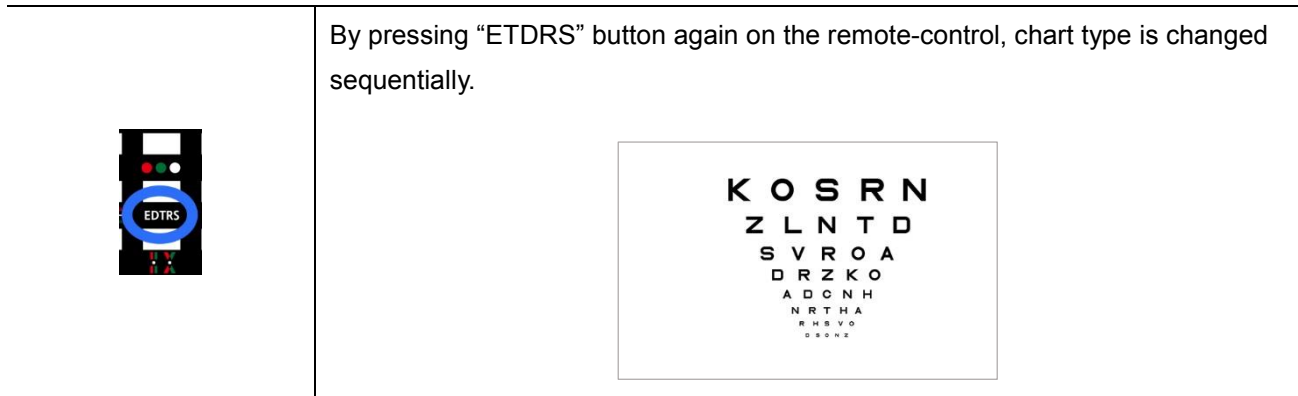 By pressing “ETDRS” button again on the remote-control, chart type is changed
sequentially.
EDTRS
K O S R N
Z L N T D
S V R O A
D R Z K O
A D C N H
N R T H A
R H S V O